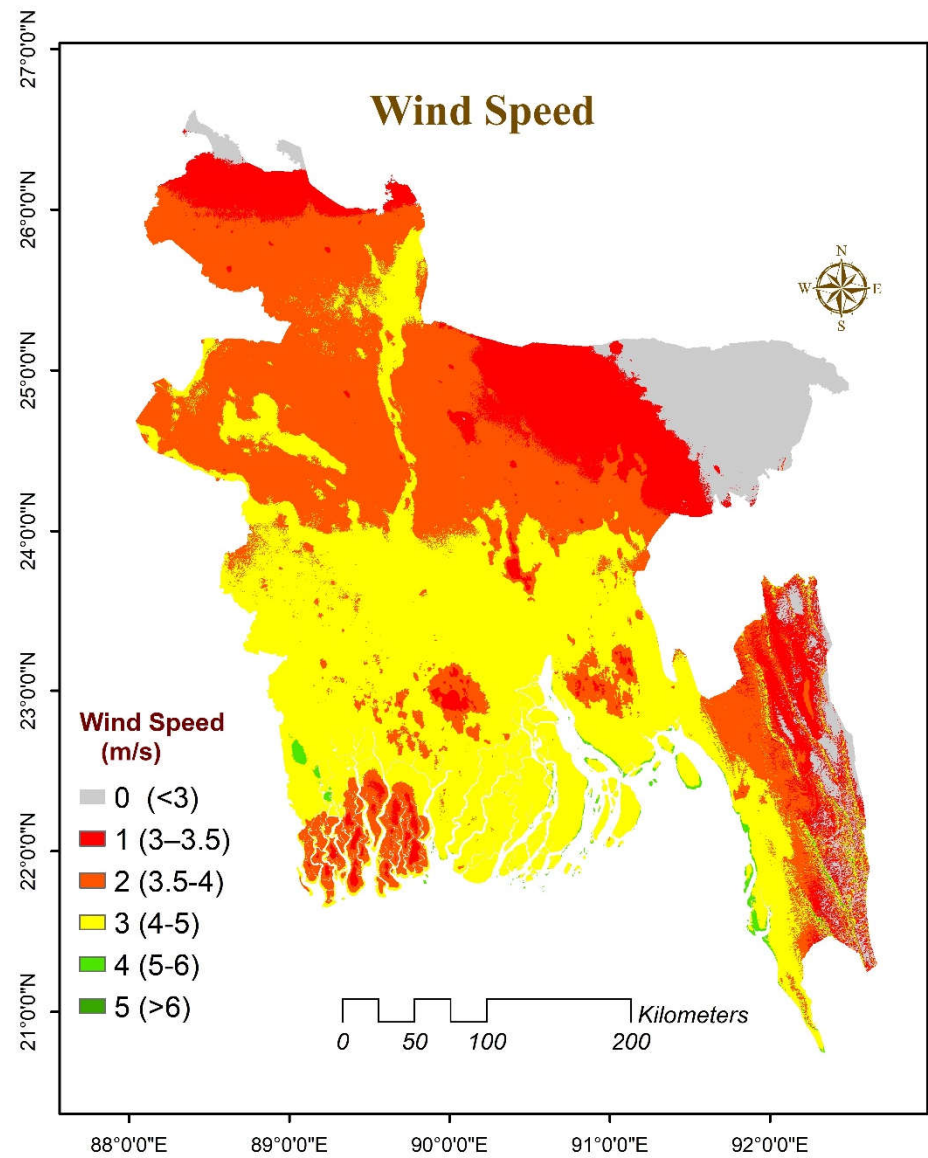 Wind Speed
N
W E
S
27°0'0"N
26°0'0"N
25°0'0"N
24°0'0"N
23°0'0"N
22°0'0"N
21°0'0"N
Wind Speed
(m/s)
0 (<3)
1 (3–3.5)
2 (3.5-4)
3 (4-5)
4 (5-6)
5 (>6)
Kilometers
0 50 100 200
88°0'0"E 89°0'0"E 90°0'0"E 91°0'0"E 92°0'0"E